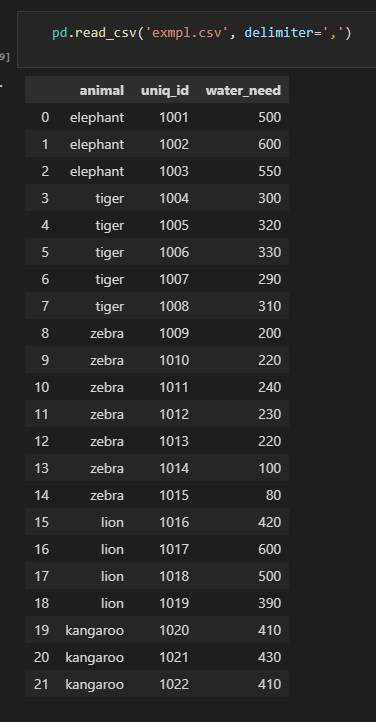 pd.read_csv('exmpl.csv', delimiter=',')
9]
animal uniq_id water_need
0 elephant 1001 500
1 elephant 1002 600
2 elephant 1003 550
3 tiger 1004 300
4 tiger 1005 320
5 tiger 1006 330
6 tiger 1007 290
7 tiger 1008 310
8 zebra 1009 200
9 zebra 1010 220
10 zebra 1011 240
11 zebra 1012 230
12 zebra 1013 220
13 zebra 1014 100
14 zebra 1015 80
15 lion 1016 420
16 lion 1017 600
17 lion 1018 500
18 lion 1019 390
19 kangaroo 1020 410
20 kangaroo 1021 430
21 kangaroo 1022 410